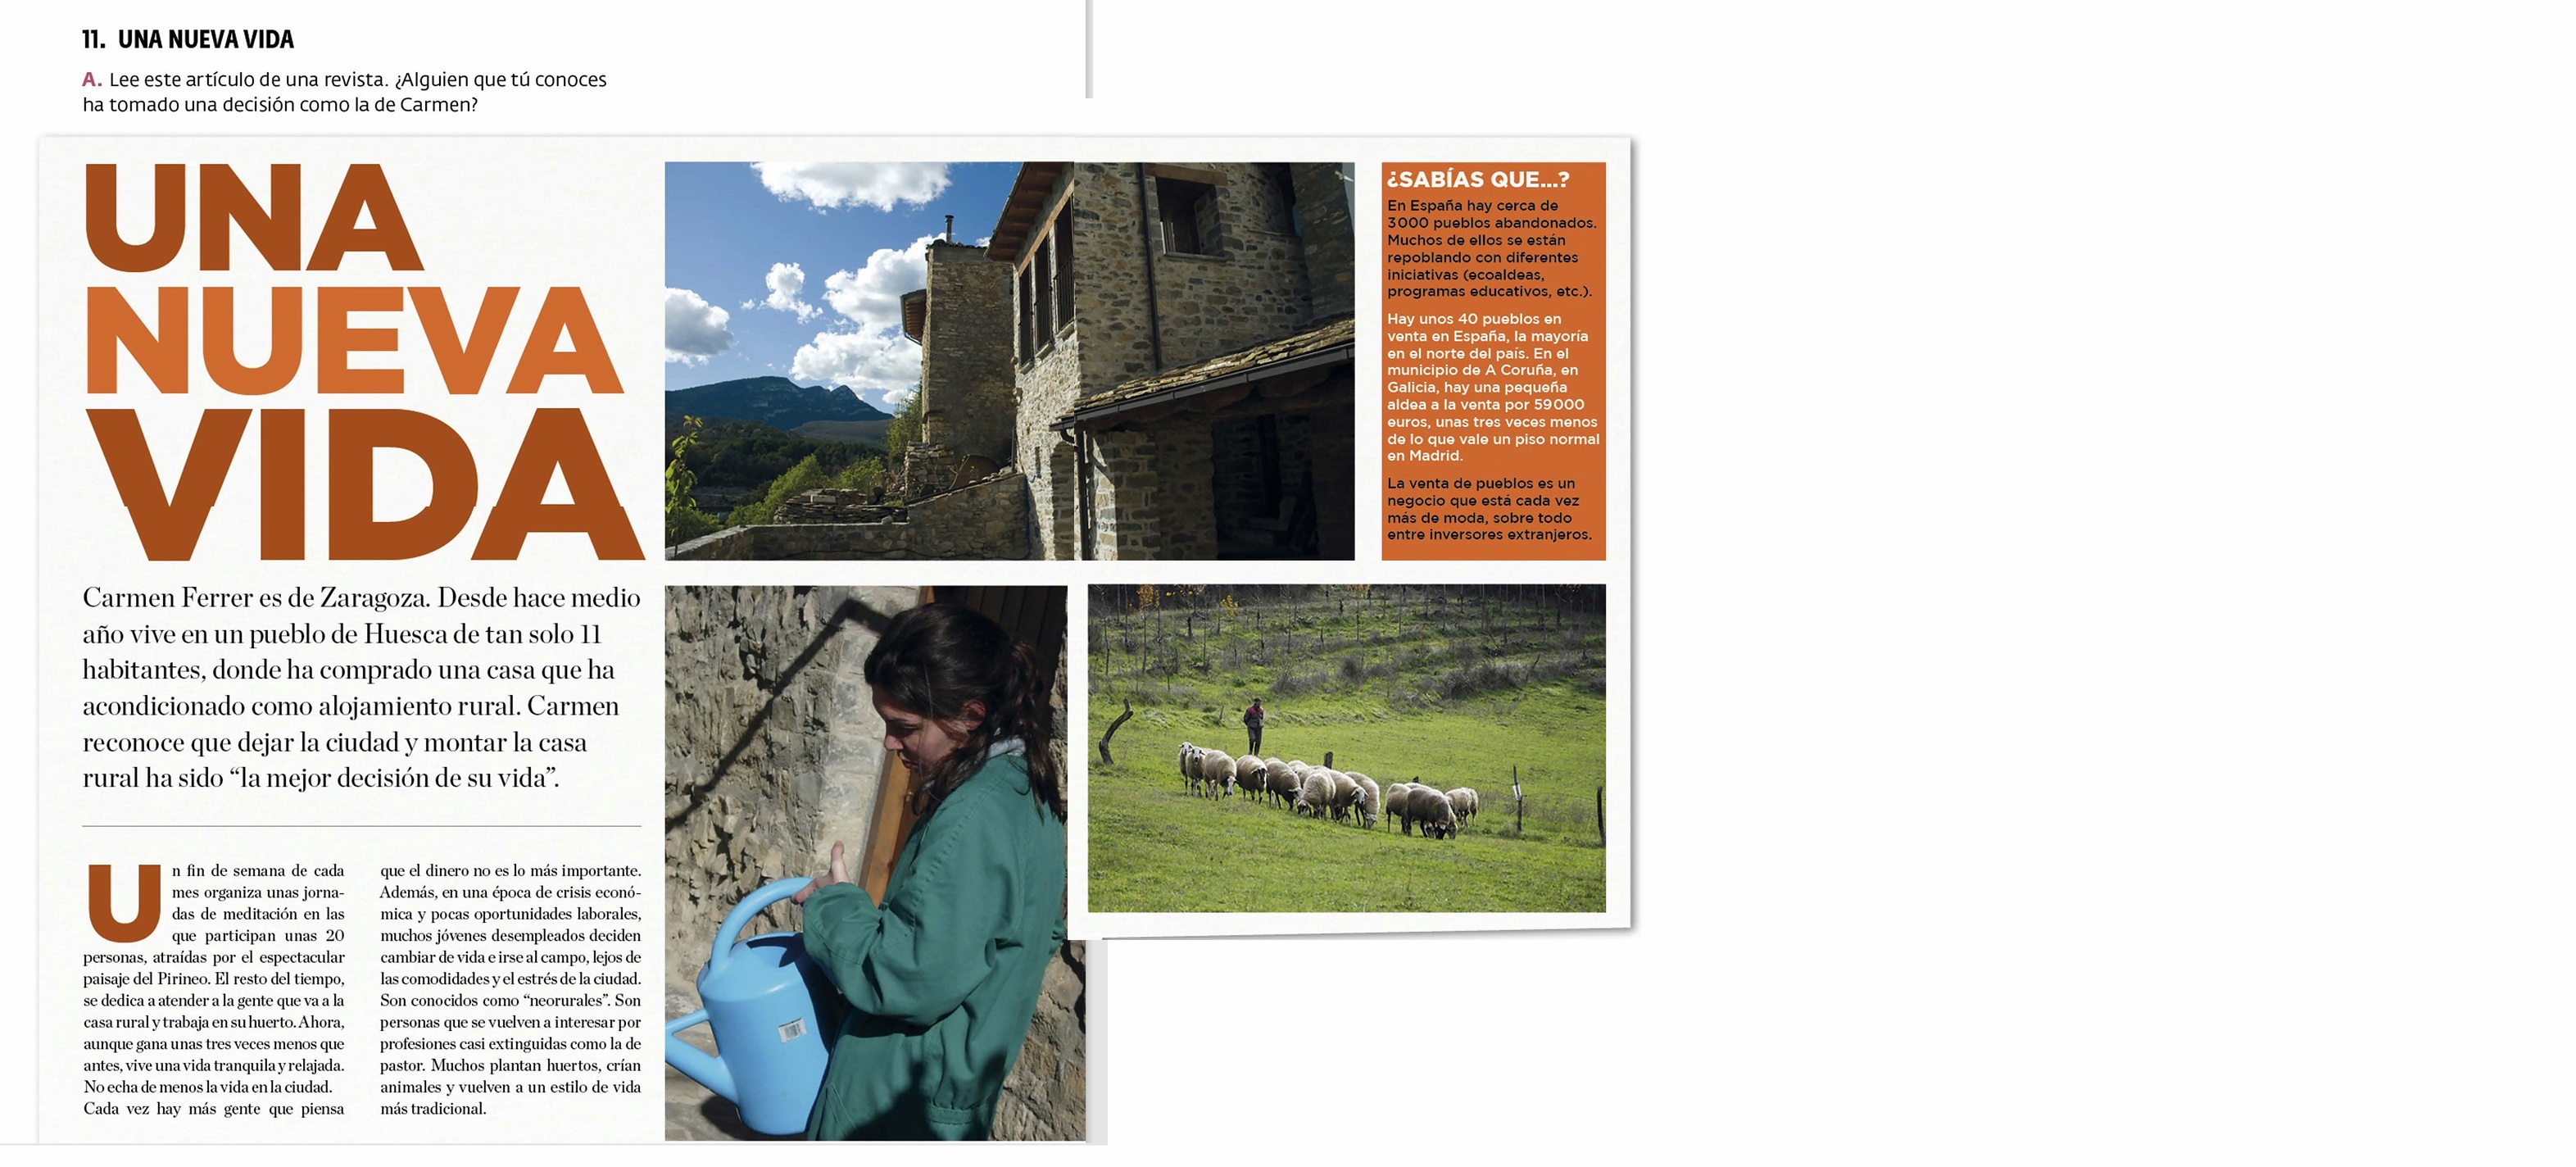 11. UNA NUEVA VIDA
A. Lee este artículo de una revista. ¿Alguien que tú conoces
ha tomado una decisión como la de Carmen?
UNA
NUEVA
VIDA
Carmen Ferrer es de Zaragoza. Desde hace medio
año vive en un pueblo de Huesca de tan solo 11
habitantes, donde ha comprado una casa que ha
acondicionado como alojamiento rural. Carmen
reconoce que dejar la ciudad y montar la casa
rural ha sido “la mejor decisión de su vida”.
Un fin de semana de cada
mes organiza unas jorna-
das de meditación en las
que participan unas 20
personas, atraídas por el espectacular
paisaje del Pirineo. El resto del tiempo,
se dedica a atender a la gente que va a la
casa rural y trabaja en su huerto. Ahora,
aunque gana unas tres veces menos que
antes, vive una vida tranquila y relajada.
No echa de menos la vida en la ciudad.
Cada vez hay más gente que piensa
que el dinero no es lo más importante.
Además, en una época de crisis econó-
mica y pocas oportunidades laborales,
muchos jóvenes desempleados deciden
cambiar de vida e irse al campo, lejos de
las comodidades y el estrés de la ciudad.
Son conocidos como “neorurales”. Son
personas que se vuelven a interesar por
profesiones casi extinguidas como la de
pastor. Muchos plantan huertos, crían
animales y vuelven a un estilo de vida
más tradicional.
¿SABÍAS QUE...?
En España hay cerca de
3000 pueblos abandonados.
Muchos de ellos se están
repoblando con diferentes
iniciativas (ecoaldeas,
programas educativos, etc.).
Hay unos 40 pueblos en
venta en España, la mayoría
en el norte del país. En el
municipio de A Coruña, en
Galicia, hay una pequeña
aldea a la venta por 59000
euros, unas tres veces menos
de lo que vale un piso normal
en Madrid.
La venta de pueblos es un
negocio que está cada vez
más de moda, sobre todo
entre inversores extranjeros.